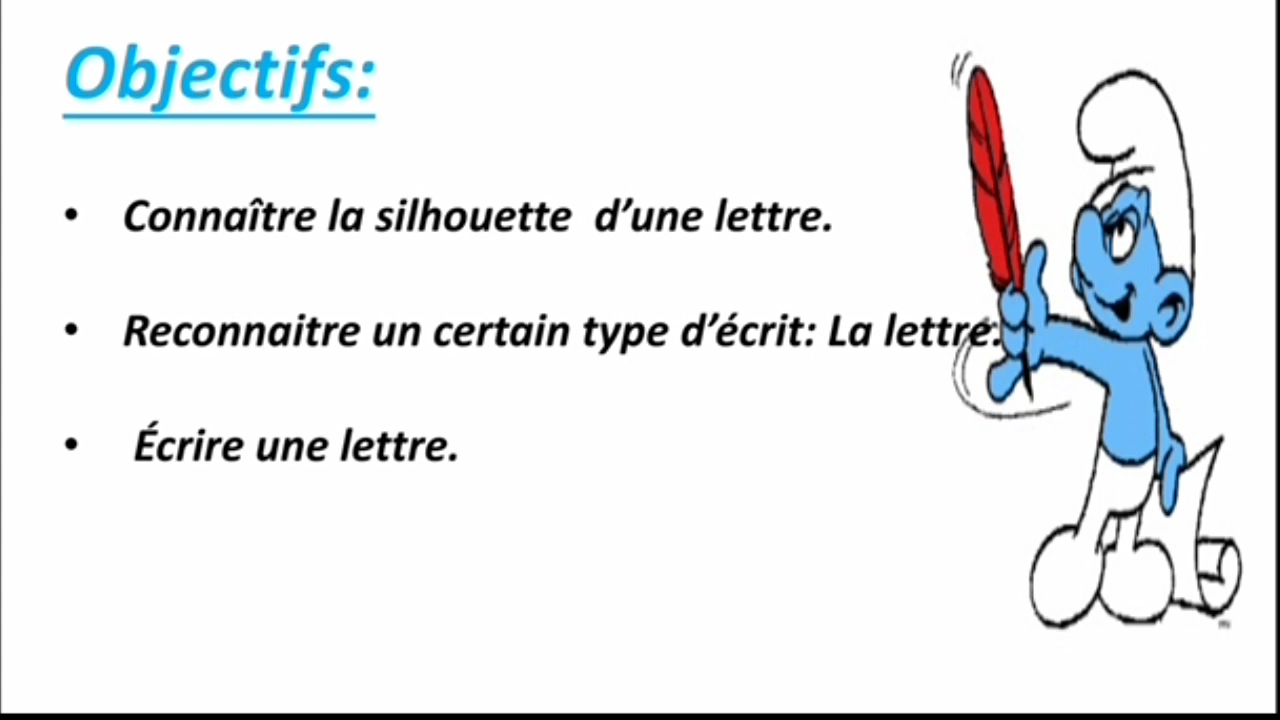 Objectifs:
• Connaître la silhouette d’une lettre.
• Reconnaitre un certain type d’écrit: La lettre.
• Écrire une lettre.